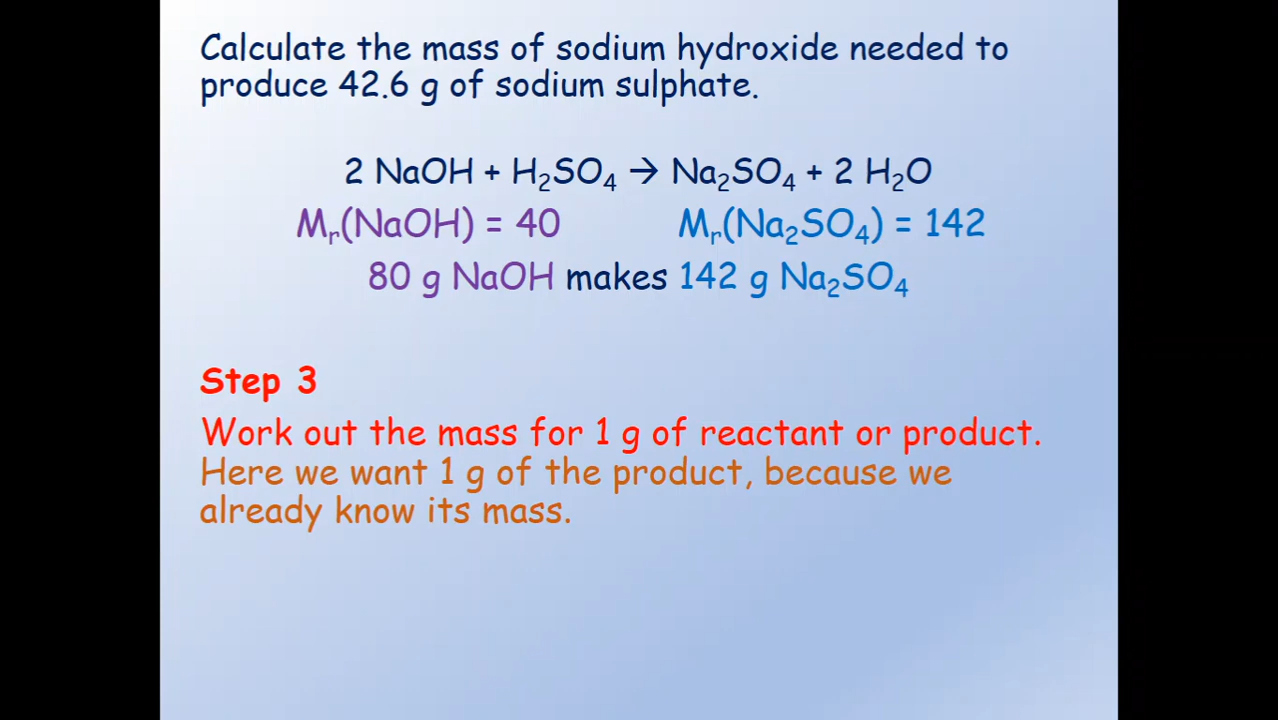 Calculate the mass of sodium hydroxide needed to
produce 42.6 g of sodium sulphate.
2 NaOH + H₂SO₄ → Na₂SO₄ + 2 H₂O
Mᵣ(NaOH) = 40 Mᵣ(Na₂SO₄) = 142
80 g NaOH makes 142 g Na₂SO₄
Step 3
Work out the mass for 1 g of reactant or product.
Here we want 1 g of the product, because we
already know its mass.